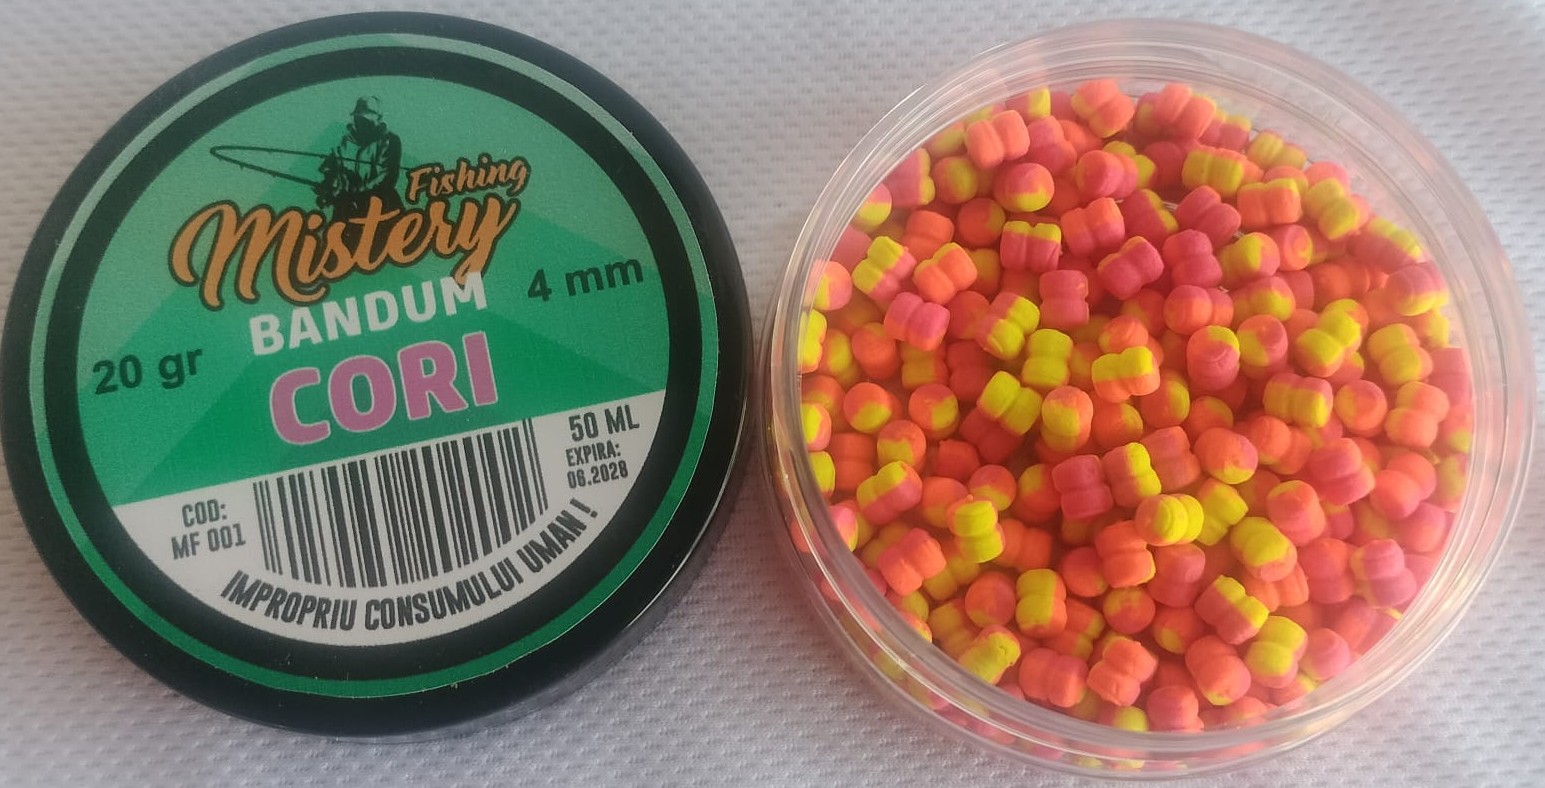 Fishing
Mistery
BANDUM
4 mm
20 gr
CORI
50 ML
EXPIRA:
06.2028
COD:
MF 001
IMPROPRIU CONSUMULUI UMAN !